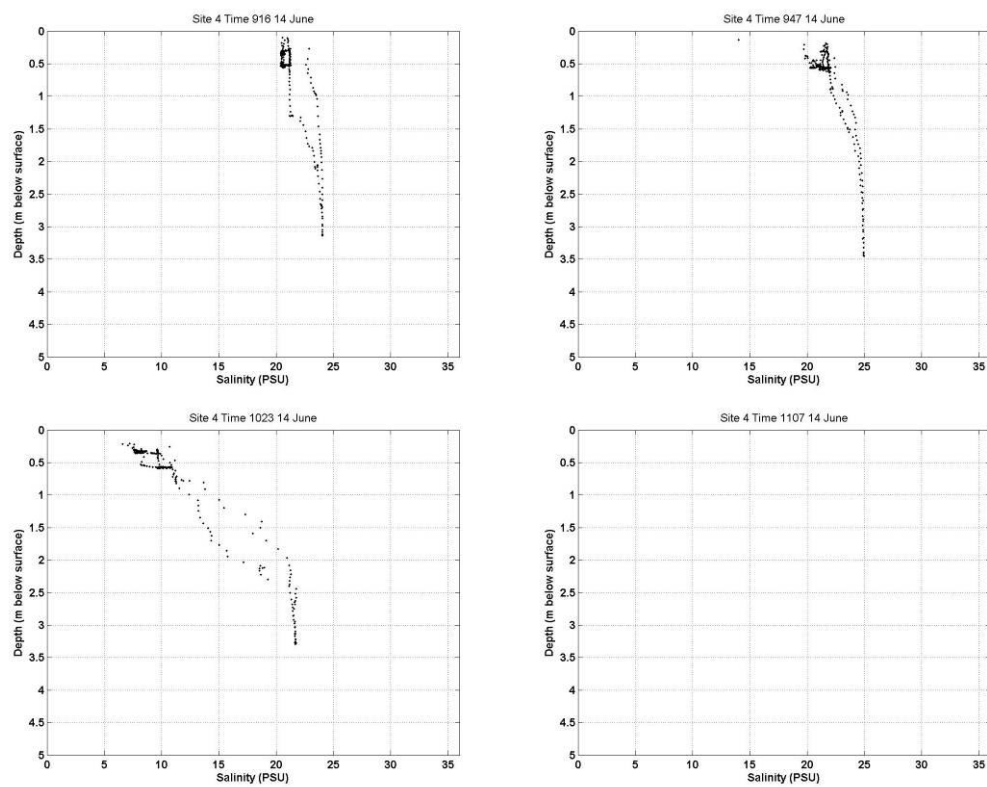 Site 4 Time 916 14 June
0
0.5
1
1.5
2
2.5
3
3.5
4
4.5
5
Depth (m below surface)
0 5 10 15 20 25 30 35
Salinity (PSU)
Site 4 Time 947 14 June
0
0.5
1
1.5
2
2.5
3
3.5
4
4.5
5
Depth (m below surface)
0 5 10 15 20 25 30 35
Salinity (PSU)
Site 4 Time 1023 14 June
0
0.5
1
1.5
2
2.5
3
3.5
4
4.5
5
Depth (m below surface)
0 5 10 15 20 25 30 35
Salinity (PSU)
Site 4 Time 1107 14 June
0
0.5
1
1.5
2
2.5
3
3.5
4
4.5
5
Depth (m below surface)
0 5 10 15 20 25 30 35
Salinity (PSU)